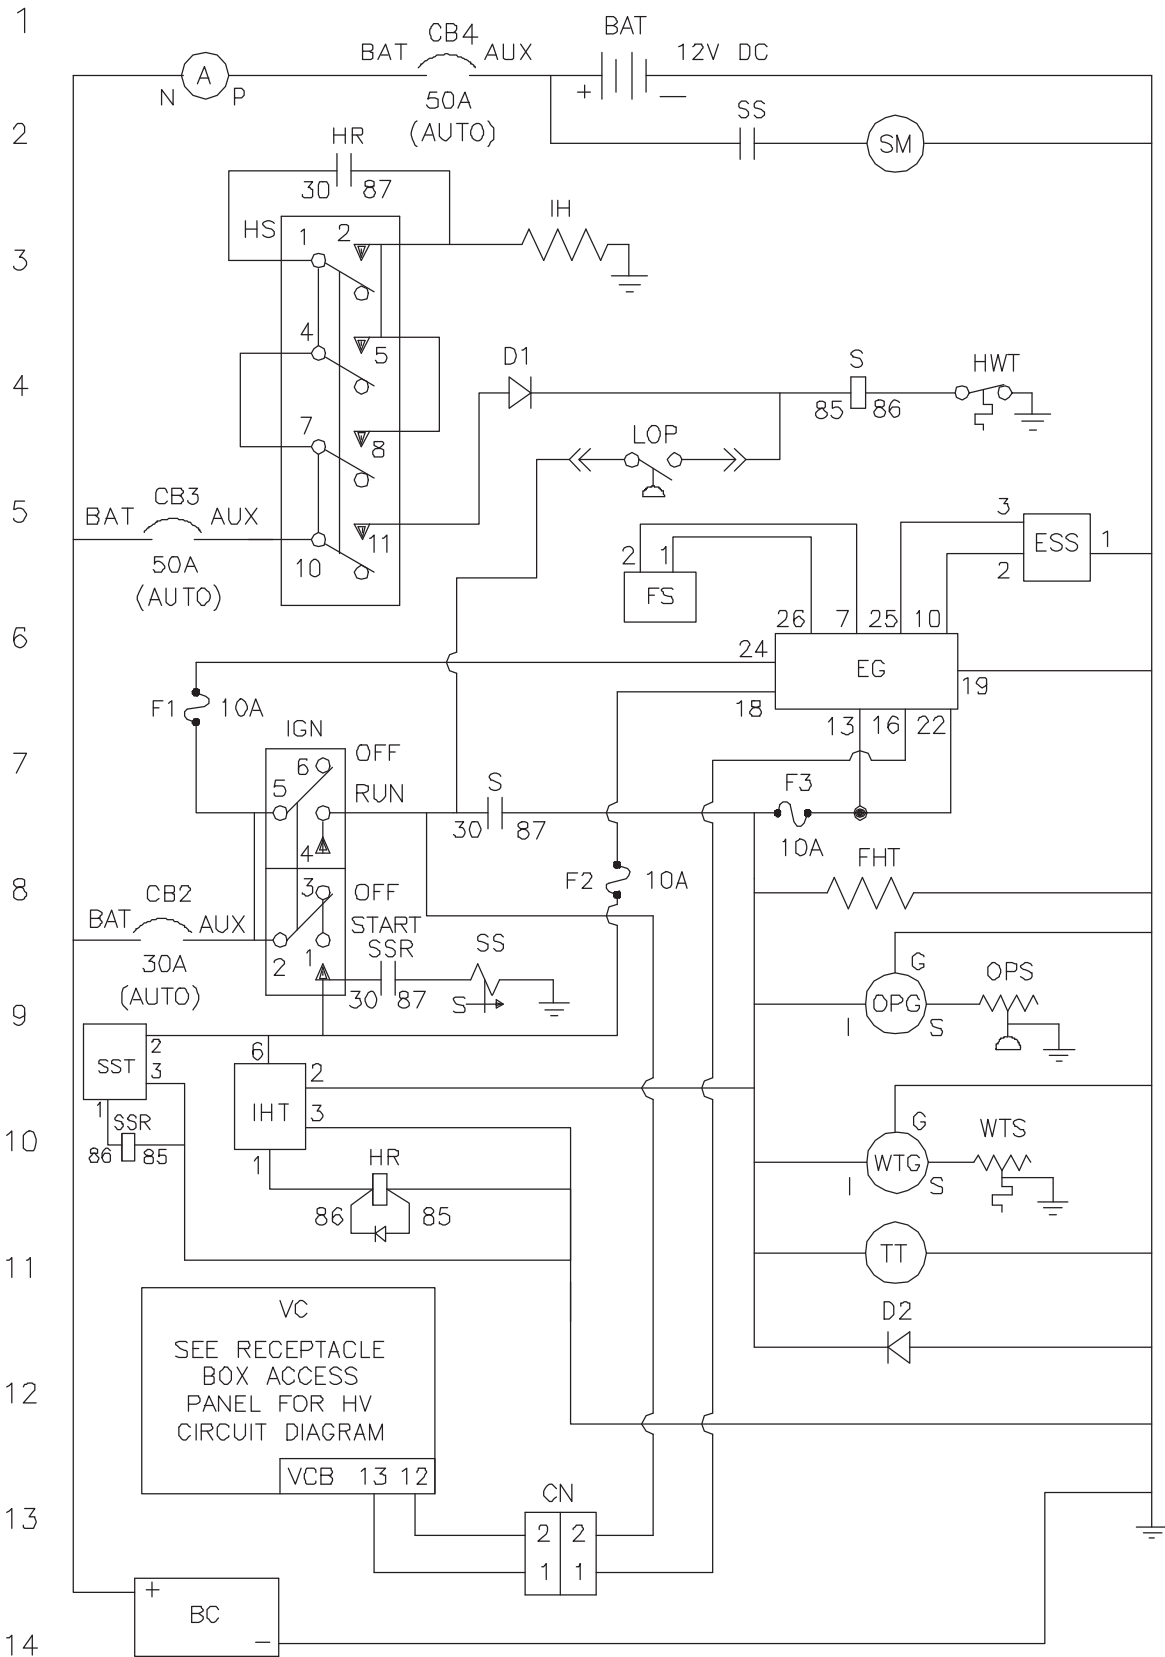 1
BAT
CB4
BAT AUX 12V DC
A
N P + —
50A
(AUTO)
2
SS
HR SM
30 87
IH
HS 1 2
3
4
5
D1 S HWT
4
85 86
7 8 LOP
CB3
5 BAT AUX 3
11 2 1 ESS 1
50A 10 2
(AUTO) FS
26 7 25 10
6 24 EG
19
F1 10A 18
13 16 22
IGN
OFF
7 6
5 RUN S F3
4 30 87 10A
FHT
F2 10A
8 CB2 3 OFF
BAT AUX START
SSR SS
2 1
30A G OPS
(AUTO) 30 87 S OPG
9 I S
2
SST 3 6
2
1 IHT 3
SSR G WTS
10 86 85 HR WTG
1 I S
86 85
TT
11
D2
VC
SEE RECEPTACLE
BOX ACCESS
12 PANEL FOR HV
CIRCUIT DIAGRAM
VCB 13 12
CN
13 2 2
1 1
+
BC
14 —